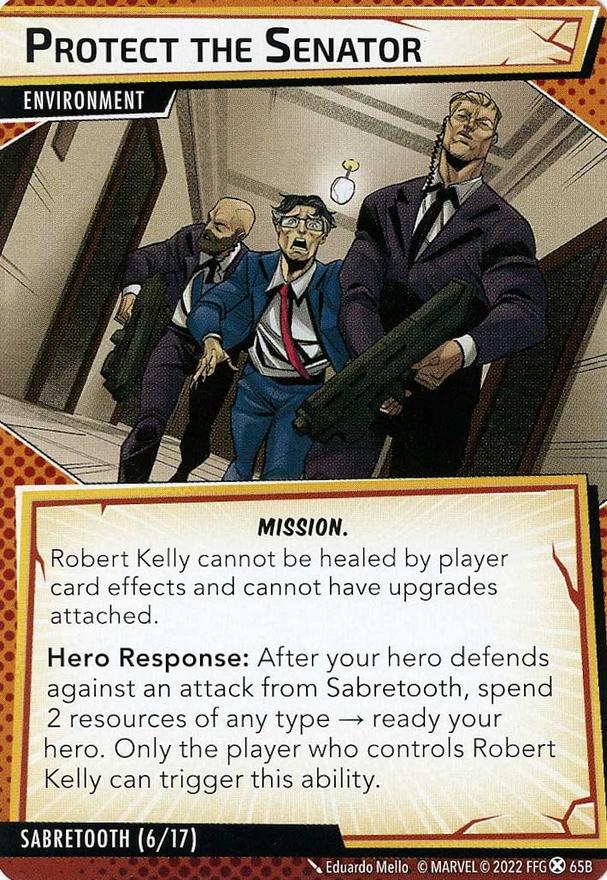 PROTECT THE SENATOR
ENVIRONMENT
MISSION.
Robert Kelly cannot be healed by player
card effects and cannot have upgrades
attached.
Hero Response: After your hero defends
against an attack from Sabretooth, spend
2 resources of any type → ready your
hero. Only the player who controls Robert
Kelly can trigger this ability.
SABRETOOTH (6/17)
Eduardo Mello © MARVEL © 2022 FFG 65B